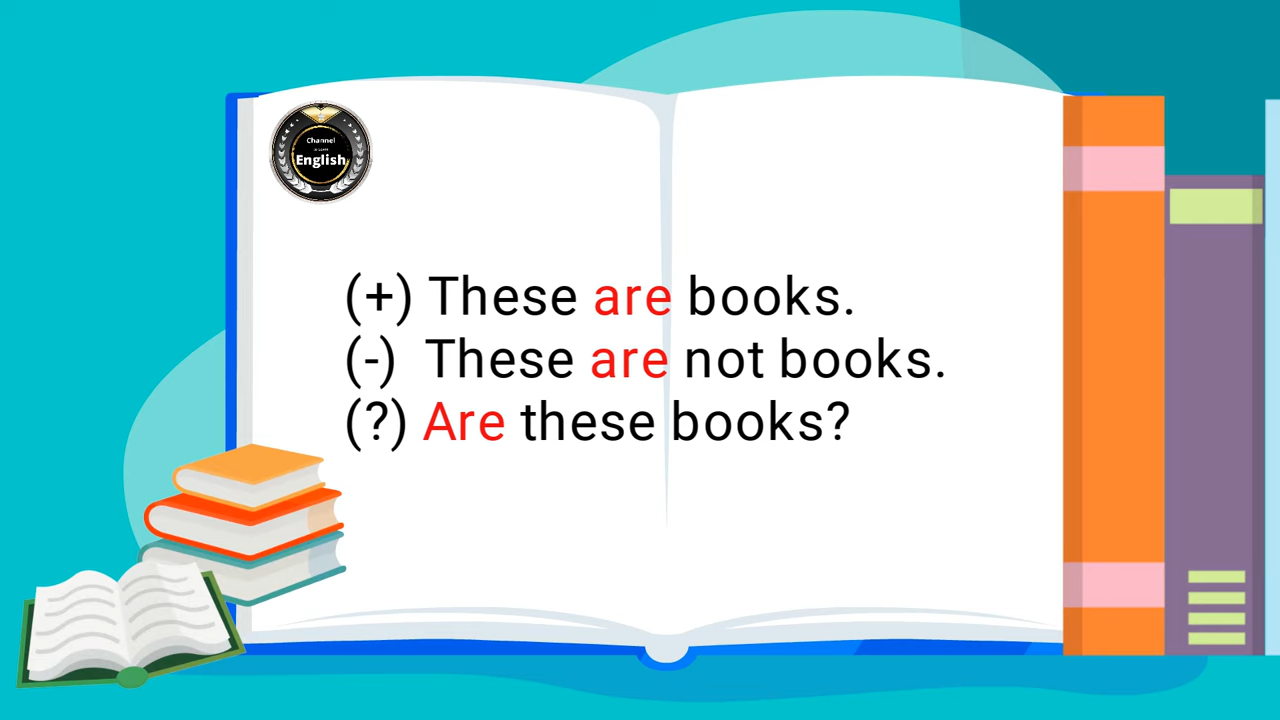 Channel
English
(+) These are books.
(-) These are not books.
(?) Are these books?